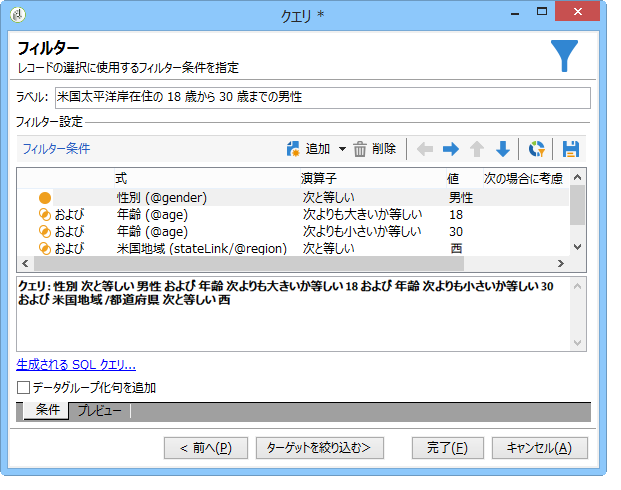 クエリ *
フィルター
レコードの選択に使用するフィルター条件を指定
ラベル: 米国太平洋岸在住の 18 歳から 30 歳までの男性
フィルター設定
フィルター条件 追加 削除
式 演算子 値 次の場合に考慮
性別 (@gender) 次と等しい 男性
および 年齢 (@age) 次よりも大きいか等しい 18
および 年齢 (@age) 次よりも小さいか等しい 30
および 米国地域 (stateLink/@region) 次と等しい 西
クエリ: 性別 次と等しい 男性 および 年齢 次よりも大きいか等しい 18 および 年齢 次よりも小さいか等しい 30
および 米国地域 /都道府県 次と等しい 西
生成される SQL クエリ...
データグループ化句を追加
条件 プレビュー
< 前へ(P) ターゲットを絞り込む> 完了(F) キャンセル(A)